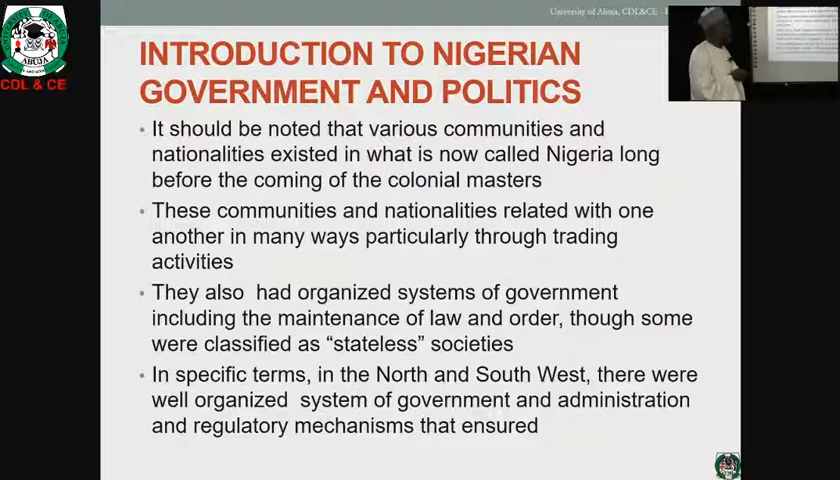 University of Abuja, CDL&CE -
ABUJA
CDL & CE
INTRODUCTION TO NIGERIAN
GOVERNMENT AND POLITICS
• It should be noted that various communities and
nationalities existed in what is now called Nigeria long
before the coming of the colonial masters
• These communities and nationalities related with one
another in many ways particularly through trading
activities
• They also had organized systems of government
including the maintenance of law and order, though some
were classified as “stateless” societies
• In specific terms, in the North and South West, there were
well organized system of government and administration
and regulatory mechanisms that ensured